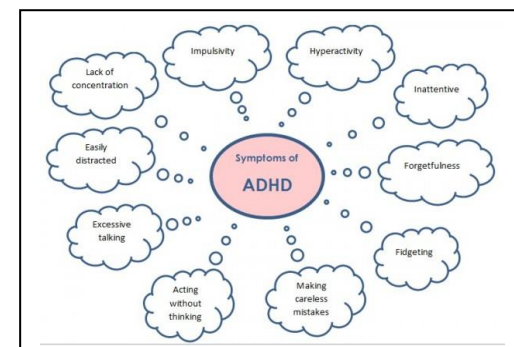 Impulsivity
Hyperactivity
Lack of
concentration
Inattentive
Easily
distracted
Symptoms of
ADHD
Forgetfulness
Excessive
talking
Fidgeting
Acting
without
thinking
Making
careless
mistakes